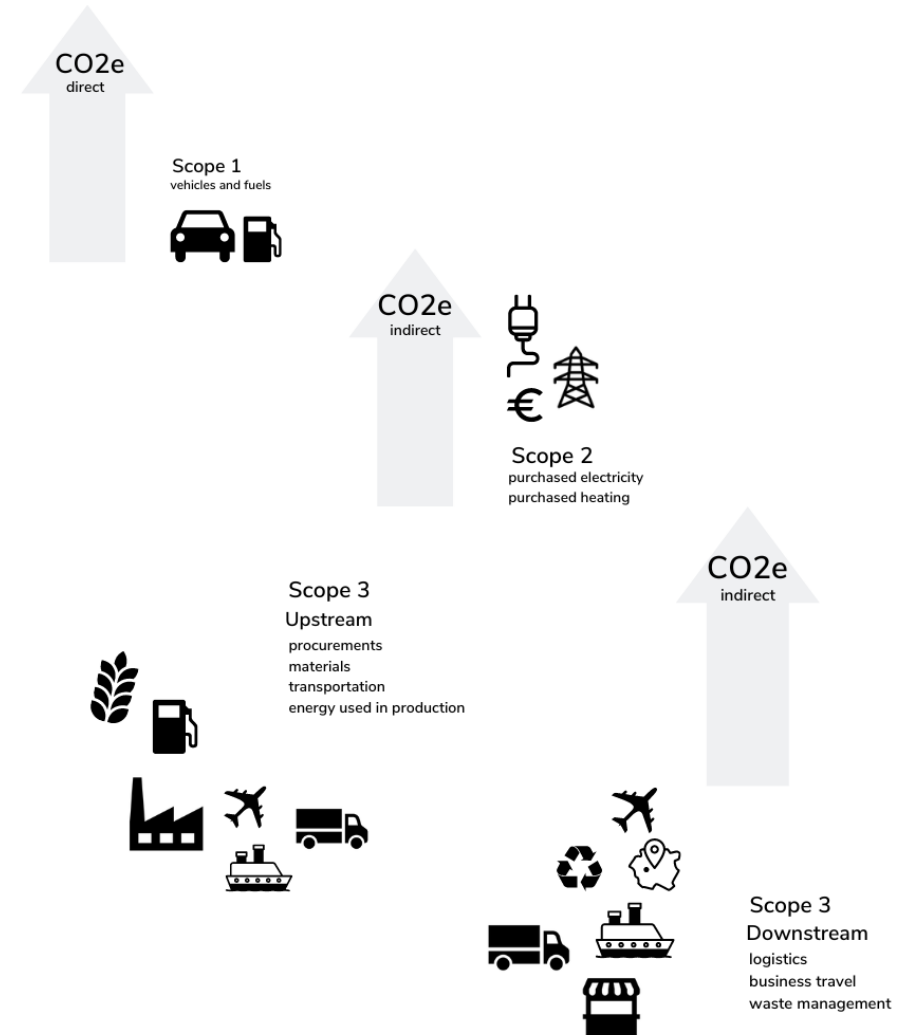 CO2e
direct
Scope 1
vehicles and fuels
CO2e
indirect
€
Scope 2
purchased electricity
purchased heating
CO2e
indirect
Scope 3
Upstream
procurements
materials
transportation
energy used in production
Scope 3
Downstream
logistics
business travel
waste management